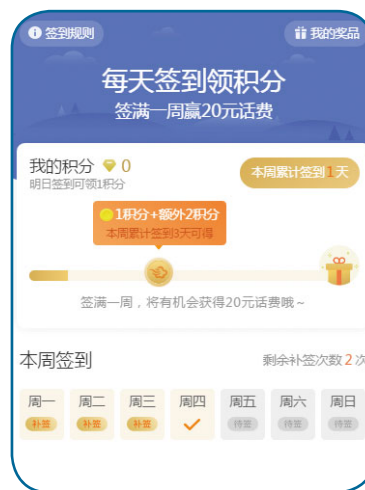 签到规则
我的奖品
每天签到领积分
签满一周赢20元话费
我的积分 0
明日签到可领1积分
本周累计签到1天
1积分+额外2积分
本周累计签到3天可得
签满一周，将有机会获得20元话费哦~
本周签到
剩余补签次数2次
周一 周二 周三 周四 周五 周六 周日
补签 补签 补签 待签 待签 待签